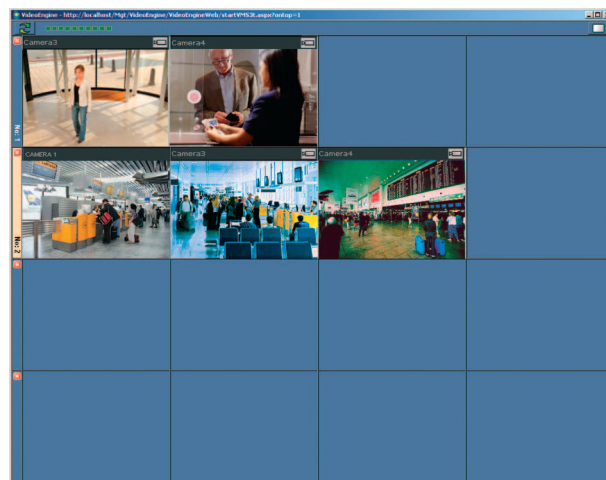 VideoEngine - http://localhost/Mgt/VideoEngine/VideoEngineWeb/startVMS3t.aspx?ontop=1
Camera3
Camera4
No: 1
CAMERA 1
Camera3
Camera4
No: 2